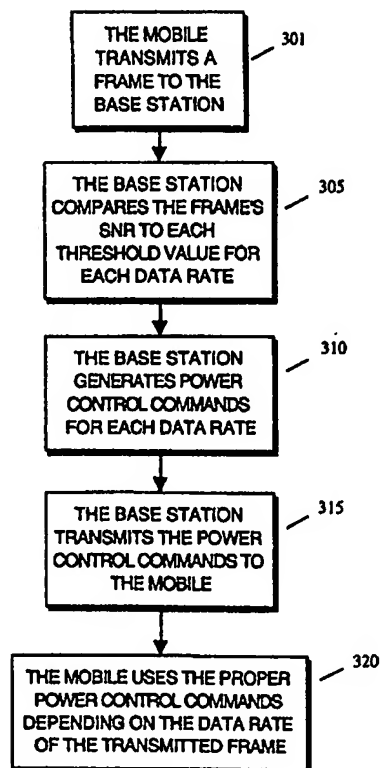 THE MOBILE
TRANSMITS A
FRAME TO THE
BASE STATION
301
THE BASE STATION
COMPARES THE FRAME'S
SNR TO EACH
THRESHOLD VALUE FOR
EACH DATA RATE
305
THE BASE STATION
GENERATES POWER
CONTROL COMMANDS
FOR EACH DATA RATE
310
THE BASE STATION
TRANSMITS THE POWER
CONTROL COMMANDS TO
THE MOBILE
315
THE MOBILE USES THE PROPER
POWER CONTROL COMMANDS
DEPENDING ON THE DATA RATE
OF THE TRANSMITTED FRAME
320